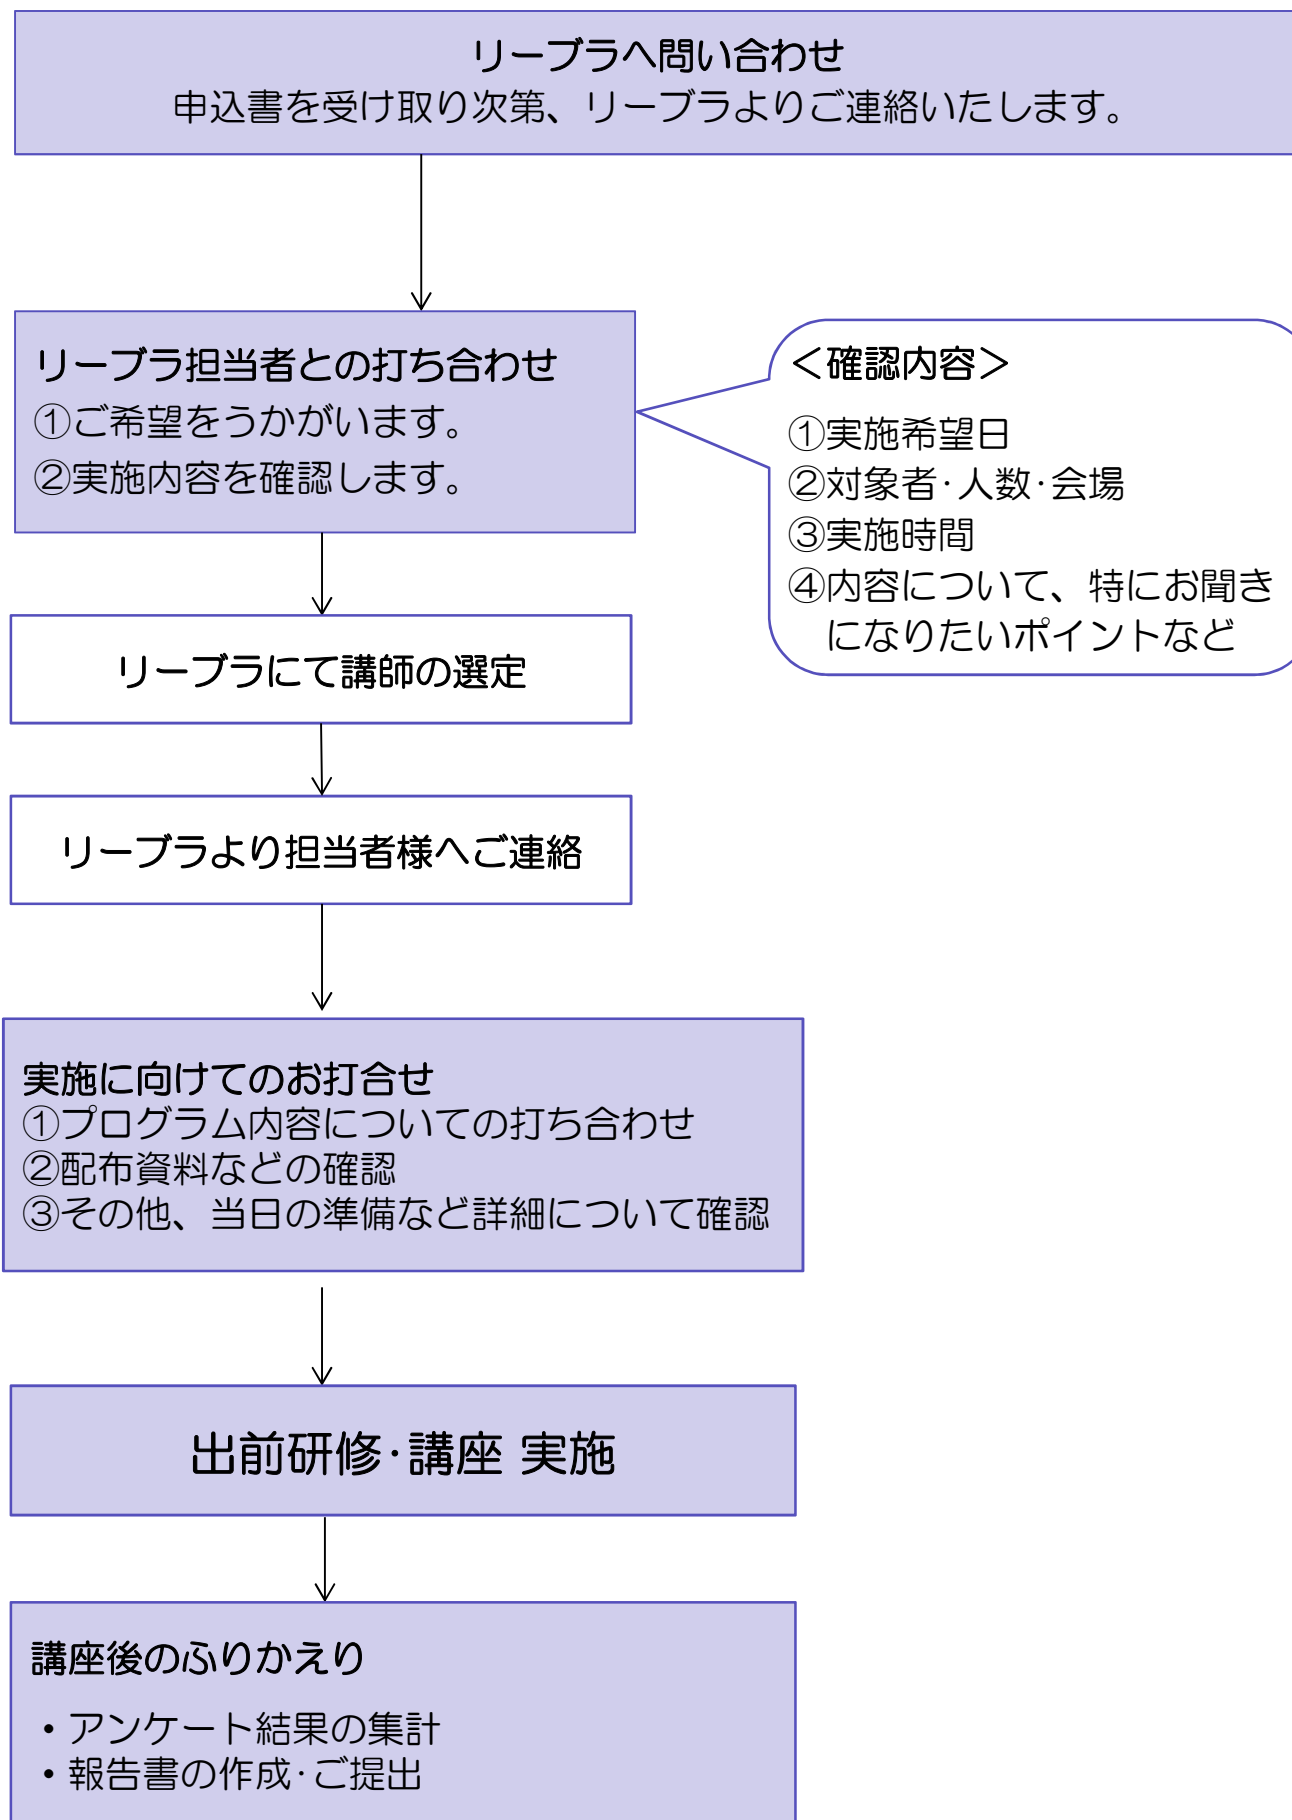 リーブラへ問い合わせ
申込書を受け取り次第、リーブラよりご連絡いたします。
リーブラ担当者との打ち合わせ
①ご希望をうかがいます。
②実施内容を確認します。
＜確認内容＞
①実施希望日
②対象者･人数･会場
③実施時間
④内容について、特にお聞き
になりたいポイントなど
リーブラにて講師の選定
リーブラより担当者様へご連絡
実施に向けてのお打合せ
①プログラム内容についての打ち合わせ
②配布資料などの確認
③その他、当日の準備など詳細について確認
出前研修･講座 実施
講座後のふりかえり
・アンケート結果の集計
・報告書の作成･ご提出